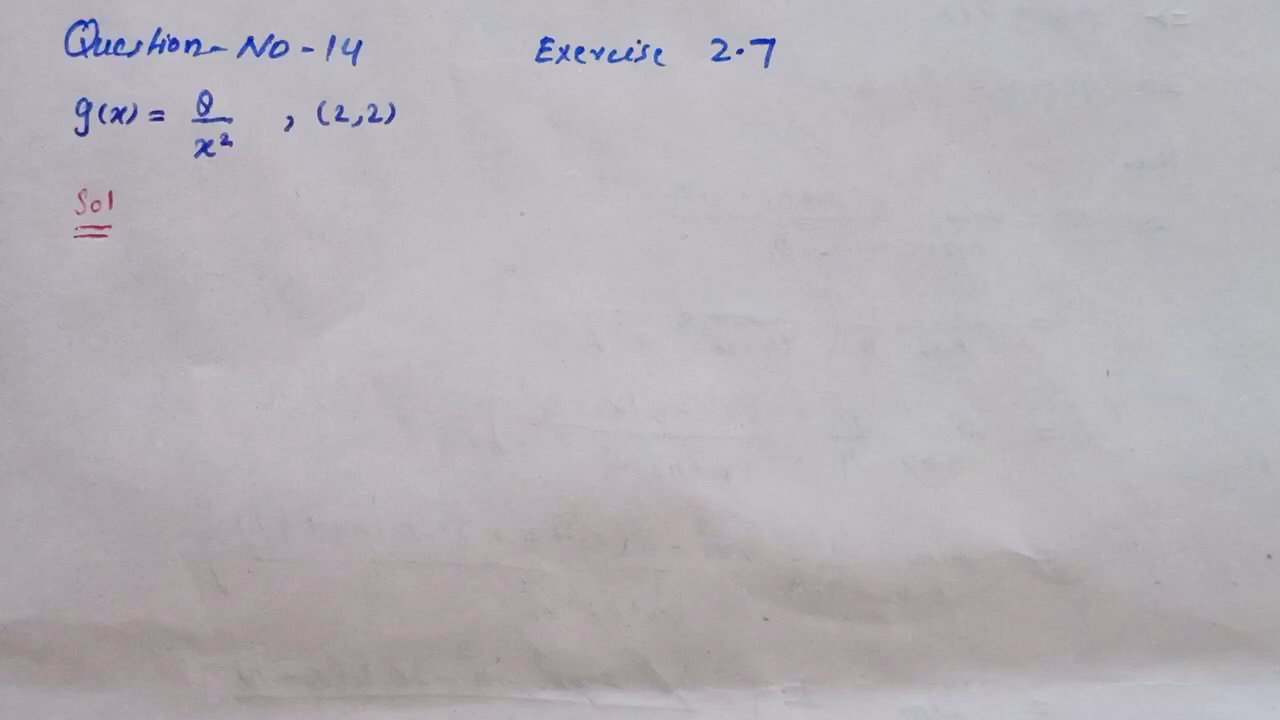 Question No - 14 Exercise 2.7
g(x) = 8/x² , (2,2)
Sol